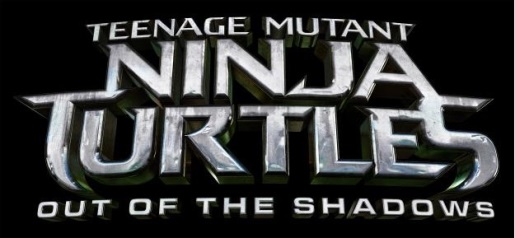 TEENAGE MUTANT
NINJA
TURTLES
OUT OF THE SHADOWS